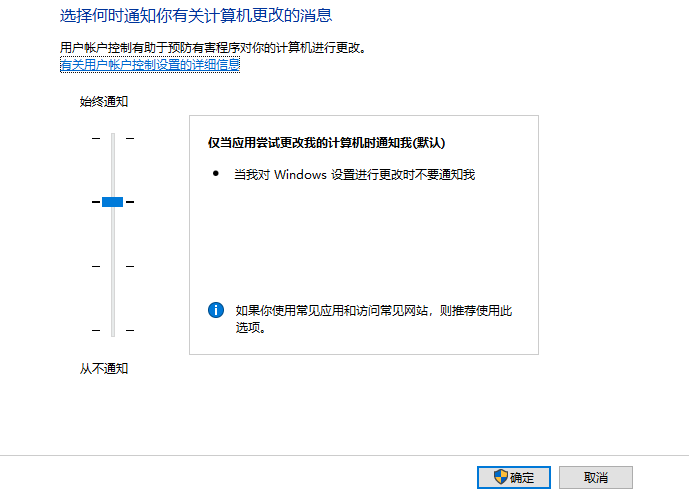 选择何时通知你有关计算机更改的消息
用户帐户控制有助于预防有害程序对你的计算机进行更改。
有关用户帐户控制设置的详细信息
始终通知
仅当应用尝试更改我的计算机时通知我(默认)
当我对 Windows 设置进行更改时不要通知我
如果你使用常见应用和访问常见网站，则推荐使用此
选项。
从不通知
确定
取消